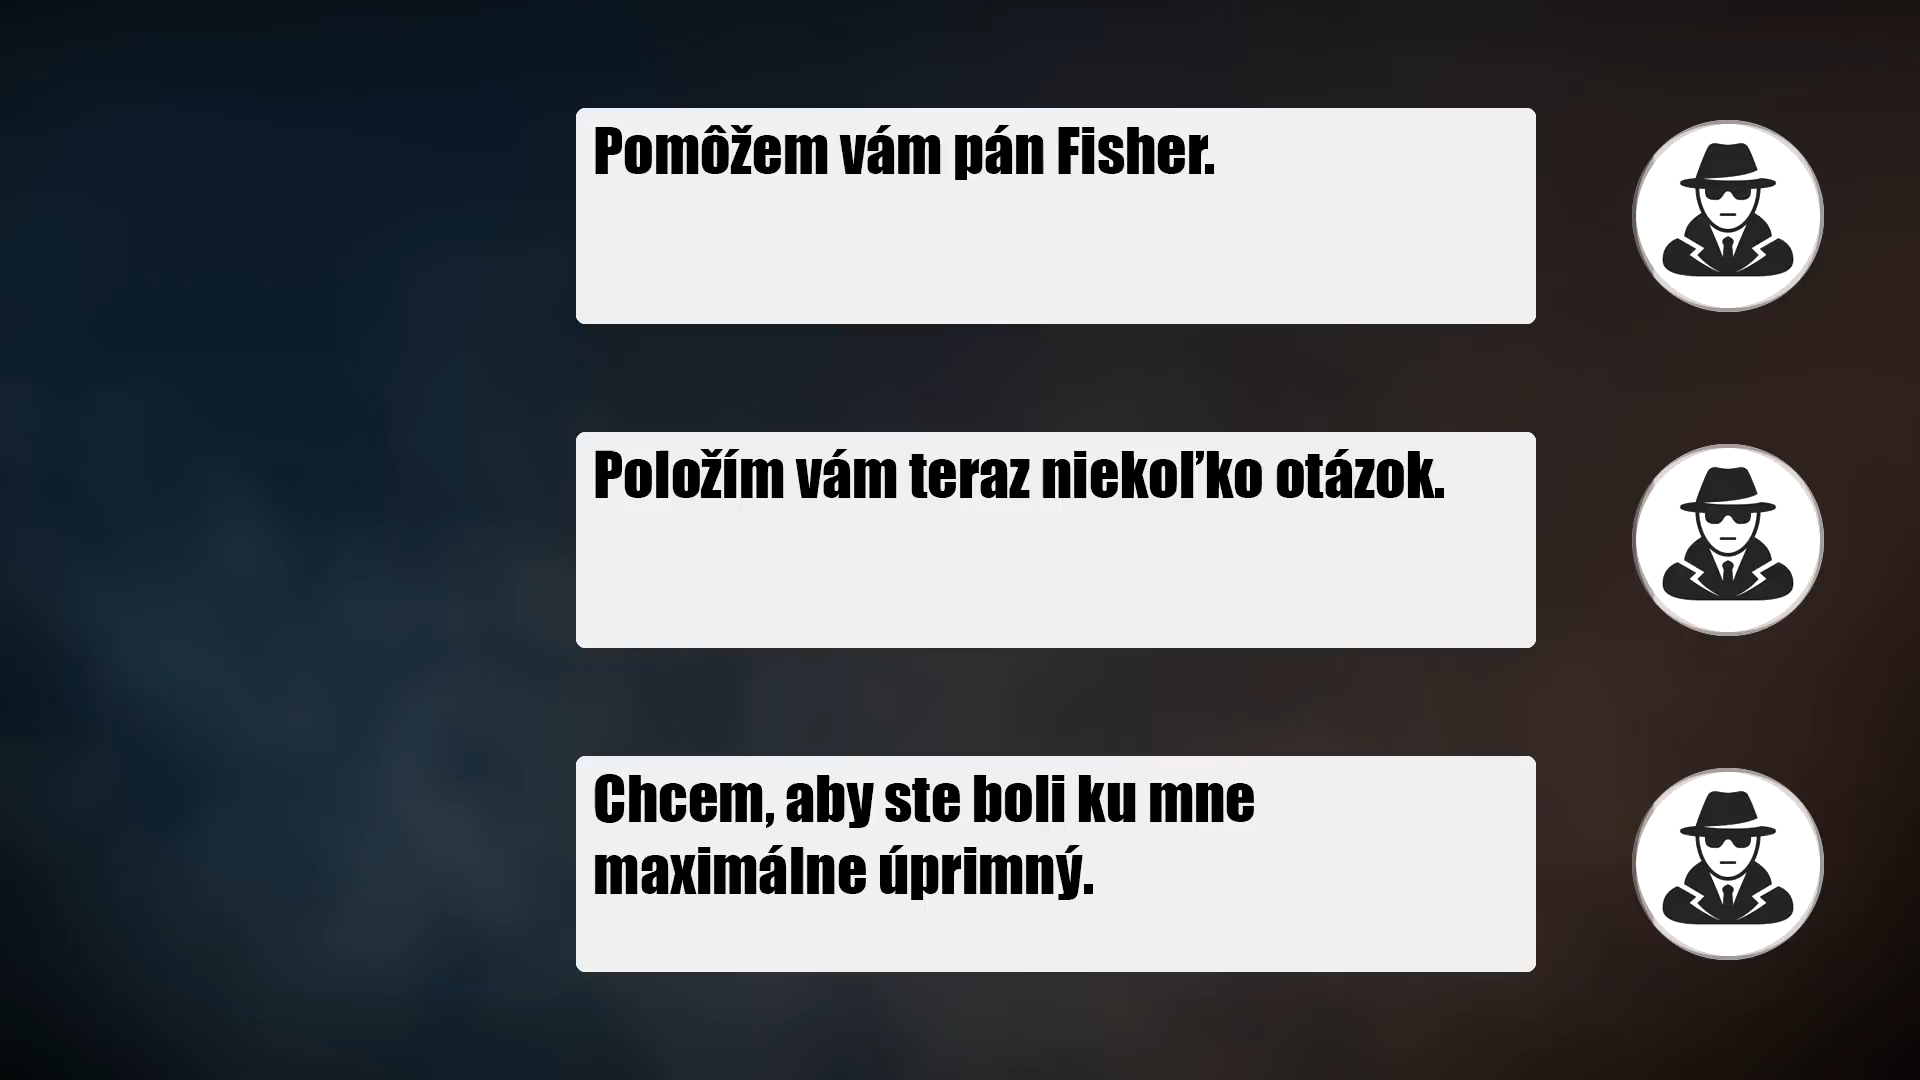 Pomôžem vám pán Fisher.
Položím vám teraz niekoľko otázok.
Chcem, aby ste boli ku mne
maximálne úprimný.